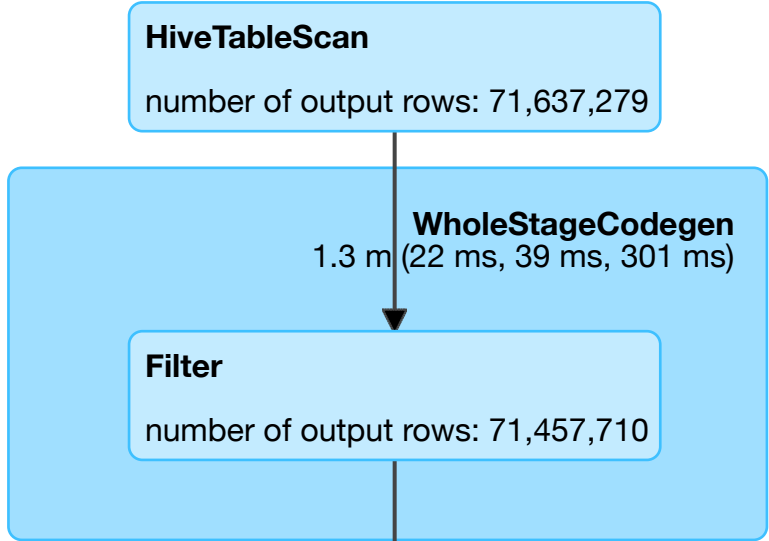 HiveTableScan
number of output rows: 71,637,279
WholeStageCodegen
1.3 m (22 ms, 39 ms, 301 ms)
Filter
number of output rows: 71,457,710